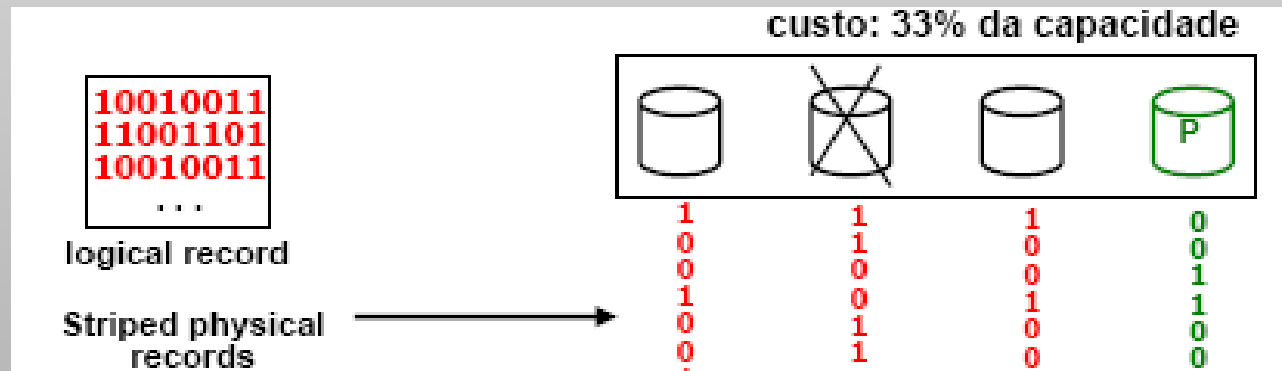 custo: 33% da capacidade
10010011
11001101
10010011
. . .
logical record
P
Striped physical
records
1 1 1 0
0 1 0 0
0 0 0 1
1 0 1 1
0 1 0 0
0 1 0 0